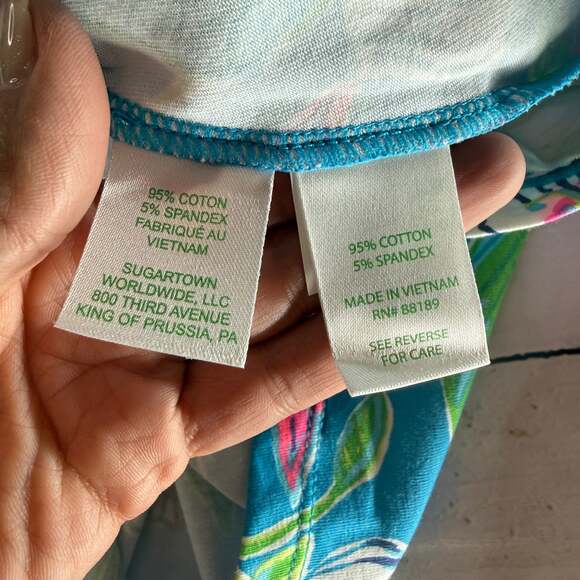 95% COTTON
5% SPANDEX
FABRIQUÉ AU
VIETNAM
SUGARTOWN
WORLDWIDE, LLC
800 THIRD AVENUE
KING OF PRUSSIA, PA
95% COTTON
5% SPANDEX
MADE IN VIETNAM
RN# 88189
SEE REVERSE
FOR CARE